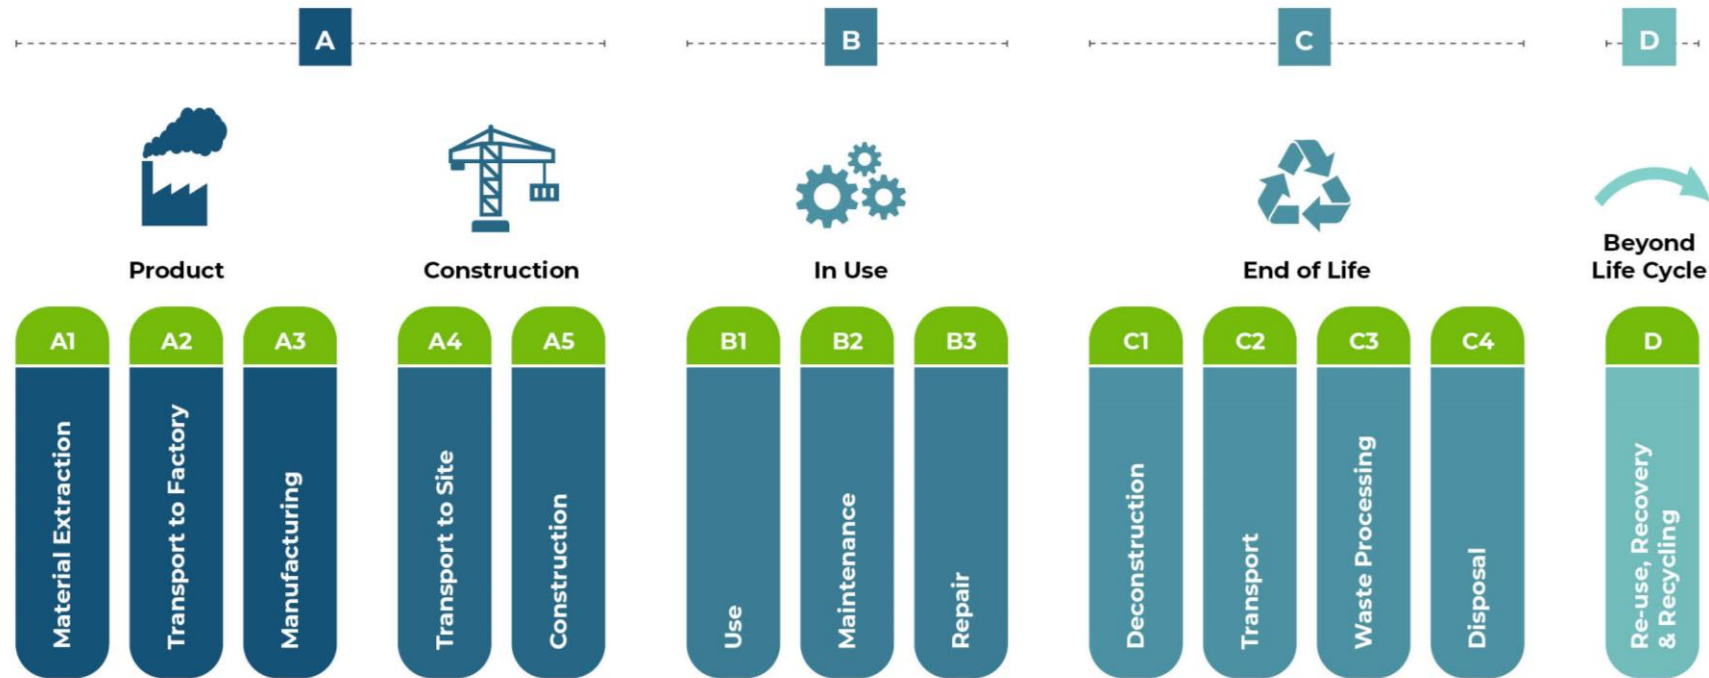 A
B
C
D
Product
Construction
In Use
End of Life
Beyond
Life Cycle
A1
A2
A3
A4
A5
B1
B2
B3
C1
C2
C3
C4
D
Material Extraction
Transport to Factory
Manufacturing
Transport to Site
Construction
Use
Maintenance
Repair
Deconstruction
Transport
Waste Processing
Disposal
Re-use, Recovery
& Recycling